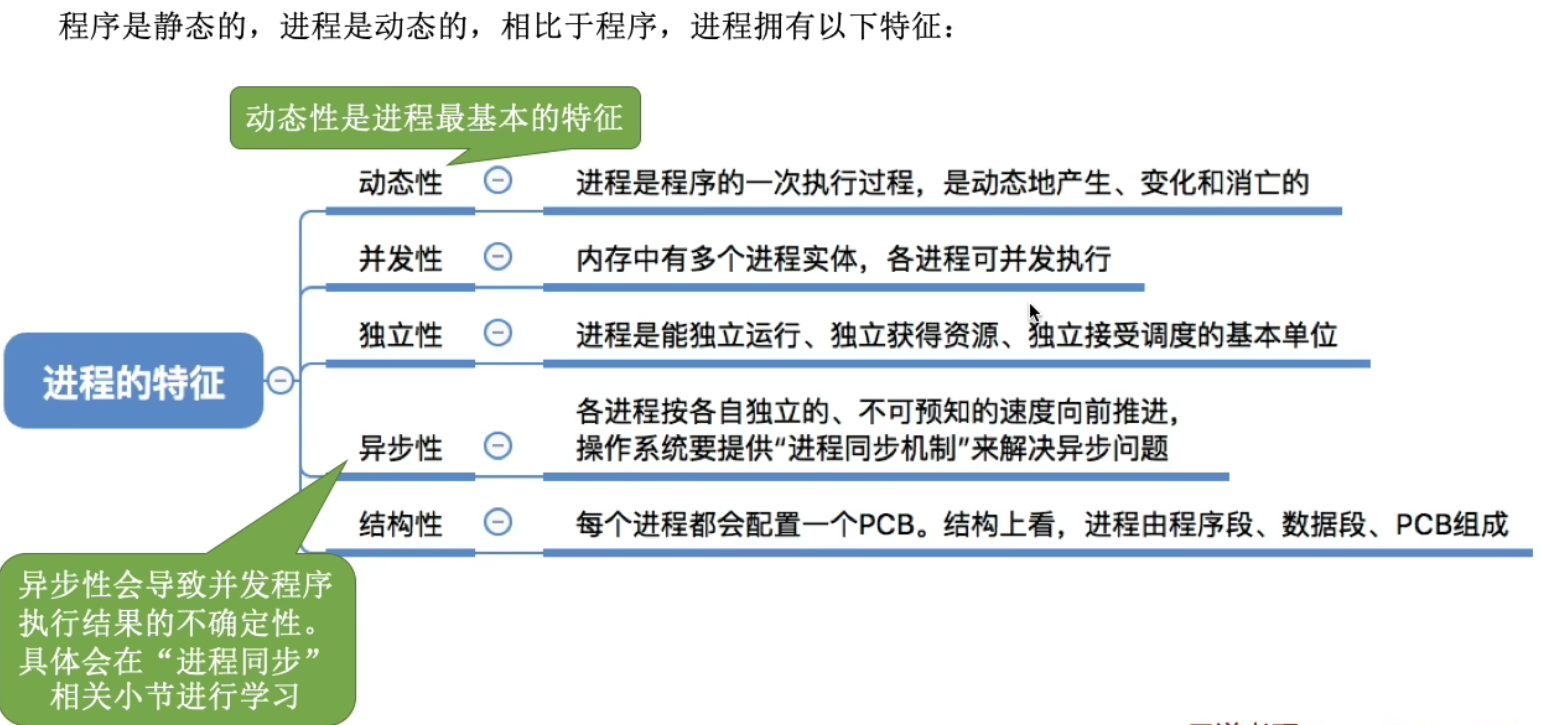 程序是静态的，进程是动态的，相比于程序，进程拥有以下特征：
动态性是进程最基本的特征
动态性
进程是程序的一次执行过程，是动态地产生、变化和消亡的
并发性
内存中有多个进程实体，各进程可并发执行
独立性
进程是能独立运行、独立获得资源、独立接受调度的基本单位
进程的特征
异步性
各进程按各自独立的、不可预知的速度向前推进，
操作系统要提供“进程同步机制”来解决异步问题
结构性
每个进程都会配置一个PCB。结构上看，进程由程序段、数据段、PCB组成
异步性会导致并发程序
执行结果的不确定性。
具体会在“进程同步”
相关小节进行学习